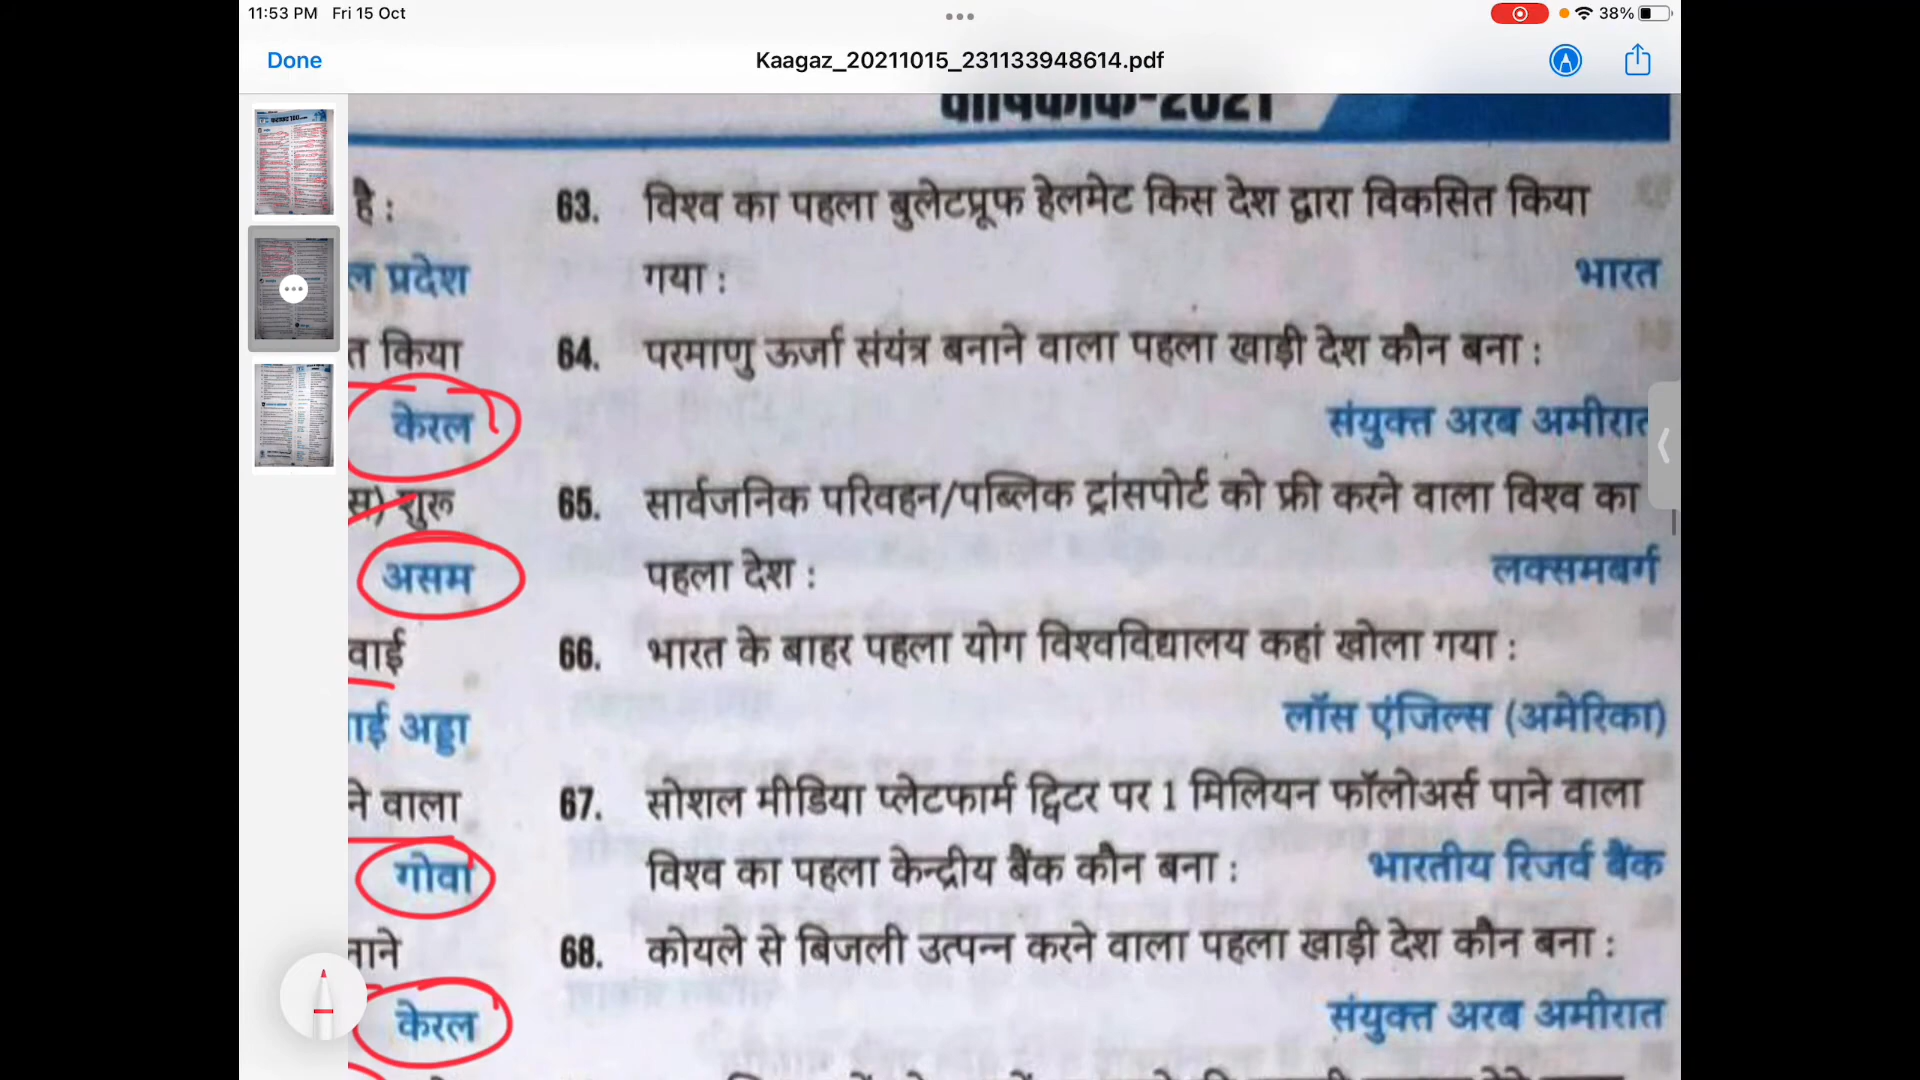 11:53 PM Fri 15 Oct
38%
Done
Kaagaz_20211015_231133948614.pdf
वार्षिकांक-2021
है :
ल प्रदेश
त किया
केरल
स) शुरू
असम
वाई
ाई अड्डा
ने वाला
गोवा
नाने
केरल
63. विश्व का पहला बुलेटप्रूफ हेलमेट किस देश द्वारा विकसित किया
गया : भारत
64. परमाणु ऊर्जा संयंत्र बनाने वाला पहला खाड़ी देश कौन बना :
संयुक्त अरब अमीरात
65. सार्वजनिक परिवहन/पब्लिक ट्रांसपोर्ट को फ्री करने वाला विश्व का
पहला देश : लक्समबर्ग
66. भारत के बाहर पहला योग विश्वविद्यालय कहां खोला गया :
लॉस एंजिल्स (अमेरिका)
67. सोशल मीडिया प्लेटफार्म ट्विटर पर 1 मिलियन फॉलोअर्स पाने वाला
विश्व का पहला केन्द्रीय बैंक कौन बना : भारतीय रिजर्व बैंक
68. कोयले से बिजली उत्पन्न करने वाला पहला खाड़ी देश कौन बना :
संयुक्त अरब अमीरात